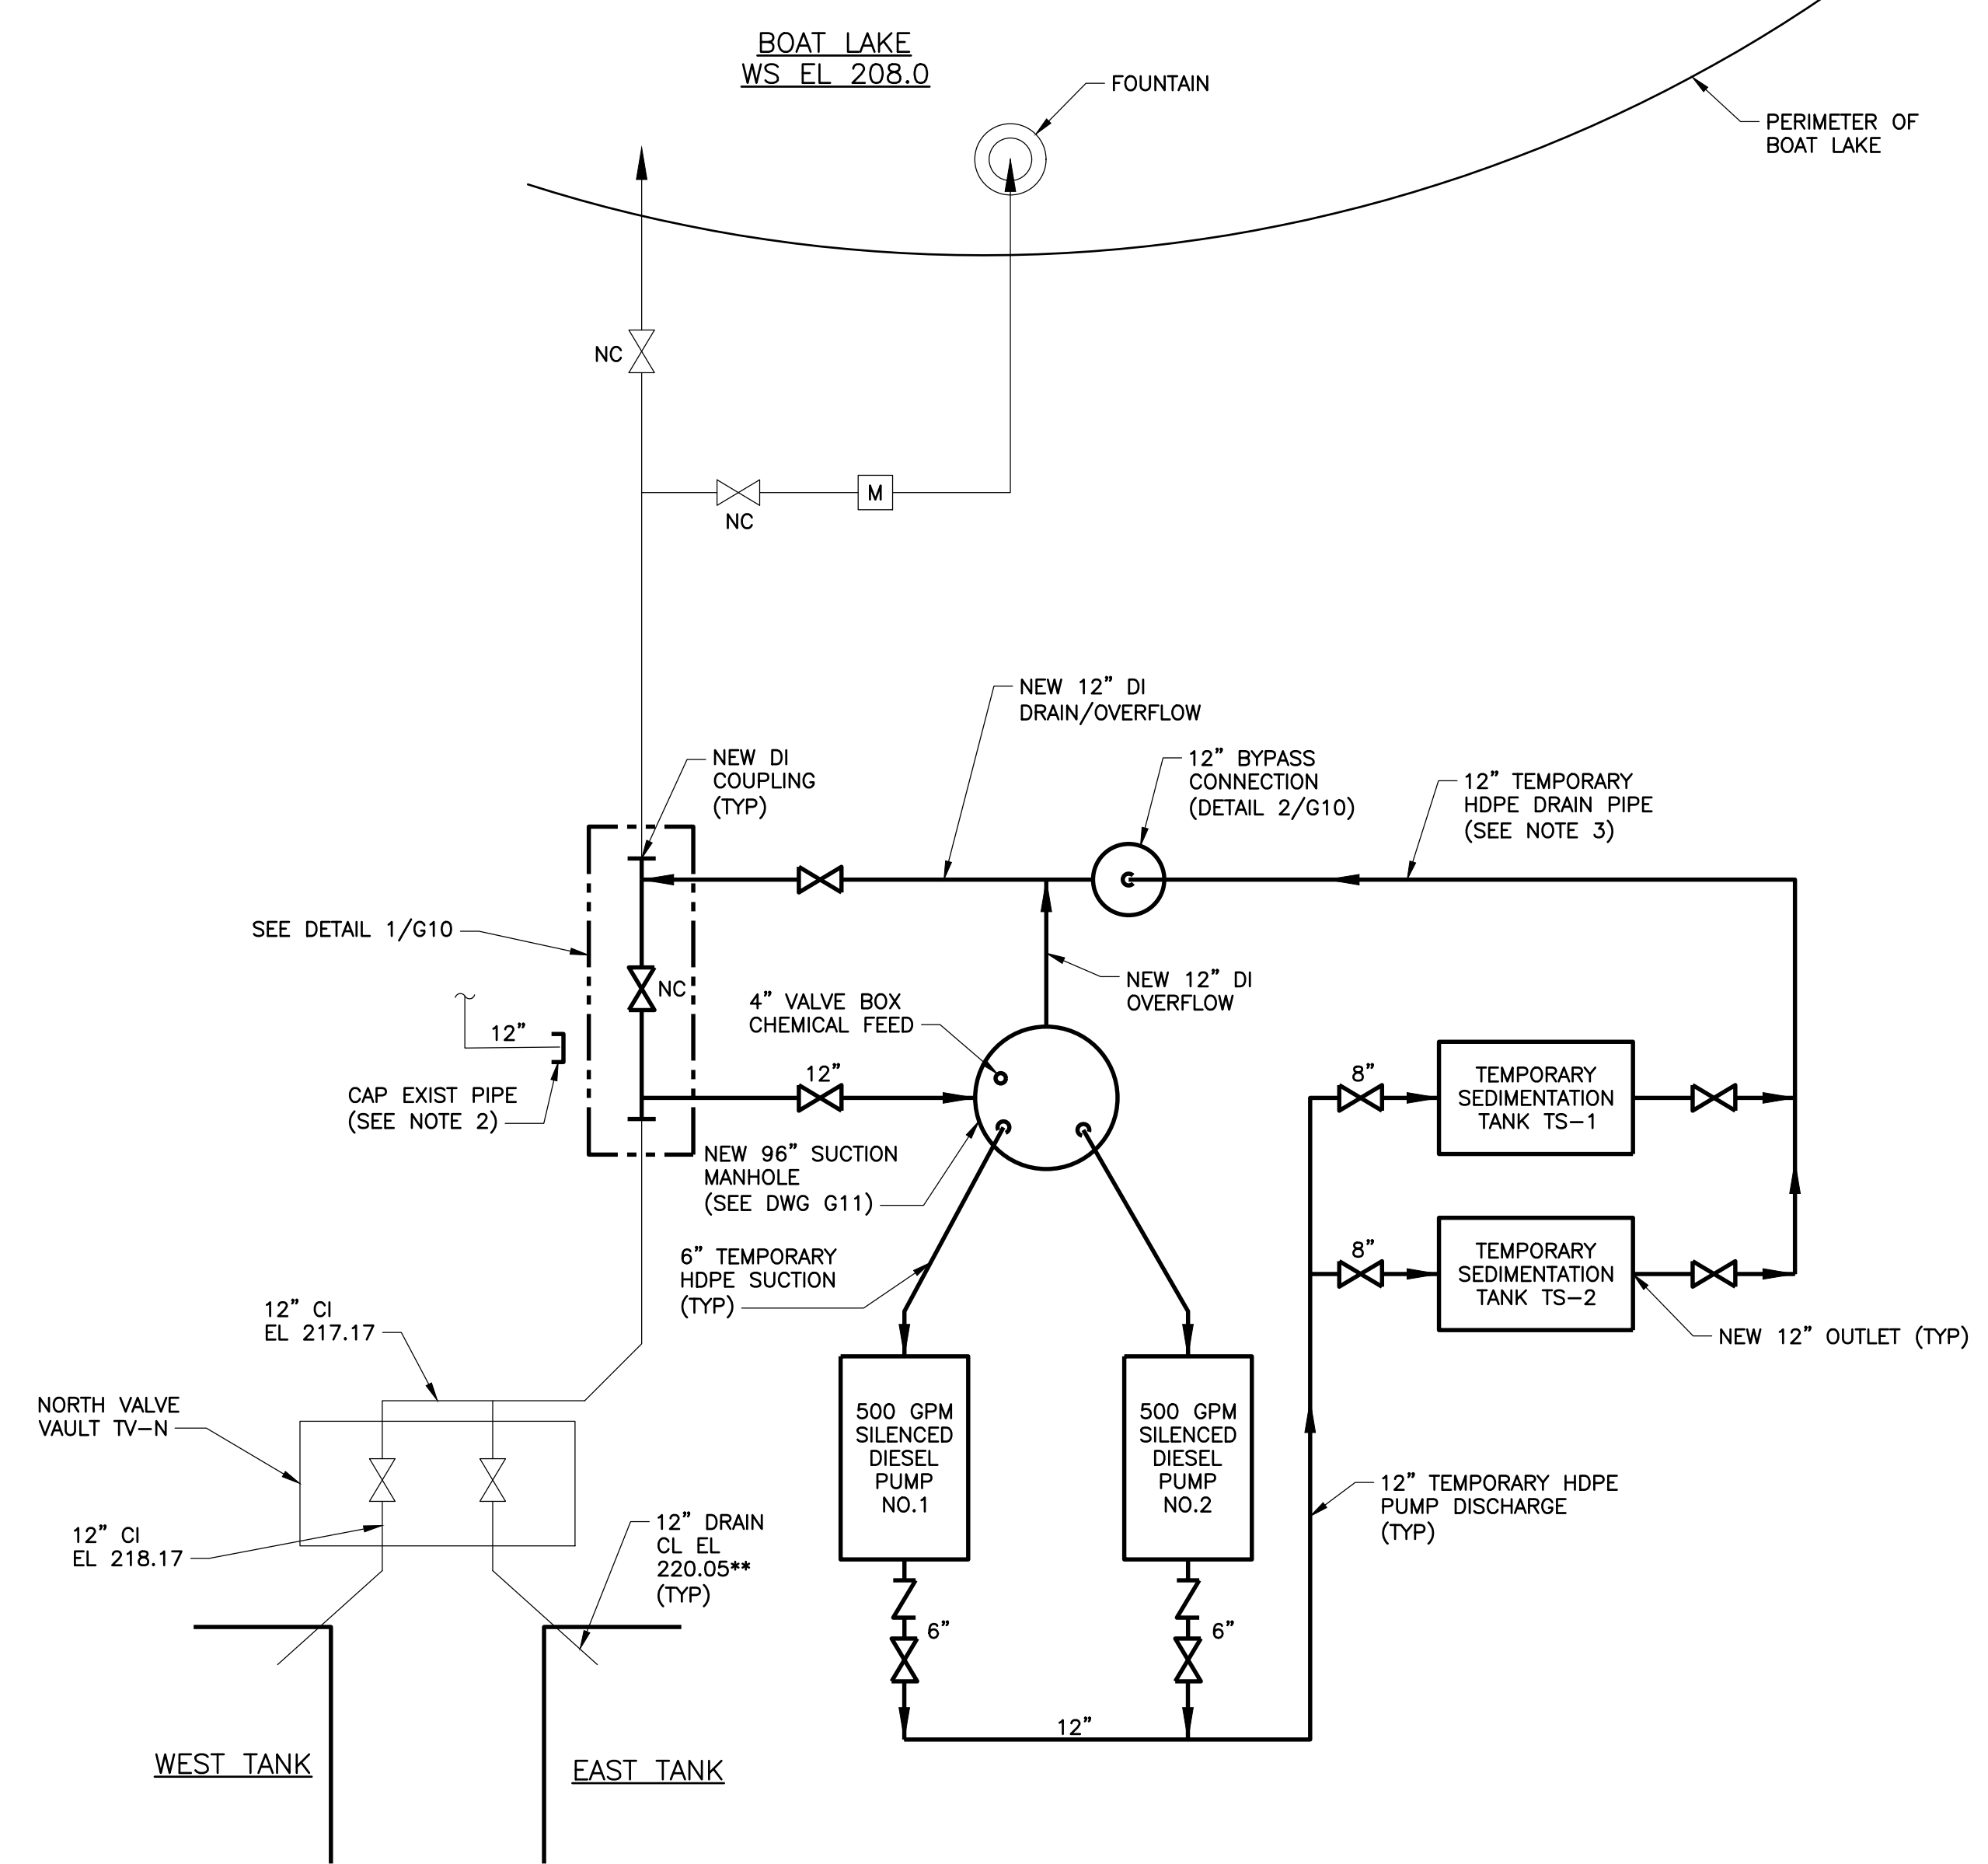 BOAT LAKE
WS EL 208.0
FOUNTAIN
PERIMETER OF
BOAT LAKE
NC
M
NC
NEW 12" DI
DRAIN/OVERFLOW
NEW DI
COUPLING
(TYP)
12" BYPASS
CONNECTION
(DETAIL 2/G10)
12" TEMPORARY
HDPE DRAIN PIPE
(SEE NOTE 3)
SEE DETAIL 1/G10
NC
4" VALVE BOX
CHEMICAL FEED
NEW 12" DI
OVERFLOW
12"
CAP EXIST PIPE
(SEE NOTE 2)
12"
NEW 96" SUCTION
MANHOLE
(SEE DWG G11)
8"
TEMPORARY
SEDIMENTATION
TANK TS-1
8"
TEMPORARY
SEDIMENTATION
TANK TS-2
NEW 12" OUTLET (TYP)
6" TEMPORARY
HDPE SUCTION
(TYP)
12" CI
EL 217.17
NORTH VALVE
VAULT TV-N
12" CI
EL 218.17
12" DRAIN
CL EL
220.05**
(TYP)
500 GPM
SILENCED
DIESEL
PUMP
NO.1
500 GPM
SILENCED
DIESEL
PUMP
NO.2
12" TEMPORARY HDPE
PUMP DISCHARGE
(TYP)
6"
6"
12"
WEST TANK
EAST TANK